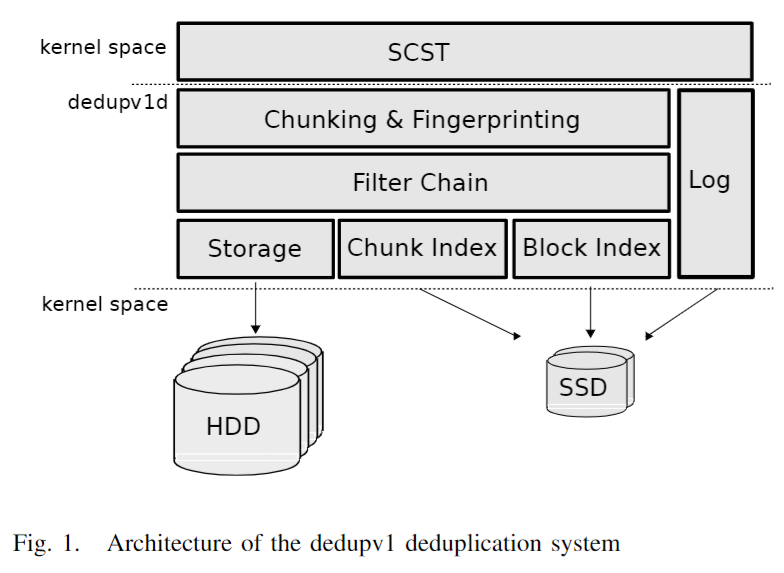 kernel space
SCST
dedupv1d
Chunking & Fingerprinting
Filter Chain
Log
Storage
Chunk Index
Block Index
kernel space
HDD
SSD
Fig. 1. Architecture of the dedupv1 deduplication system